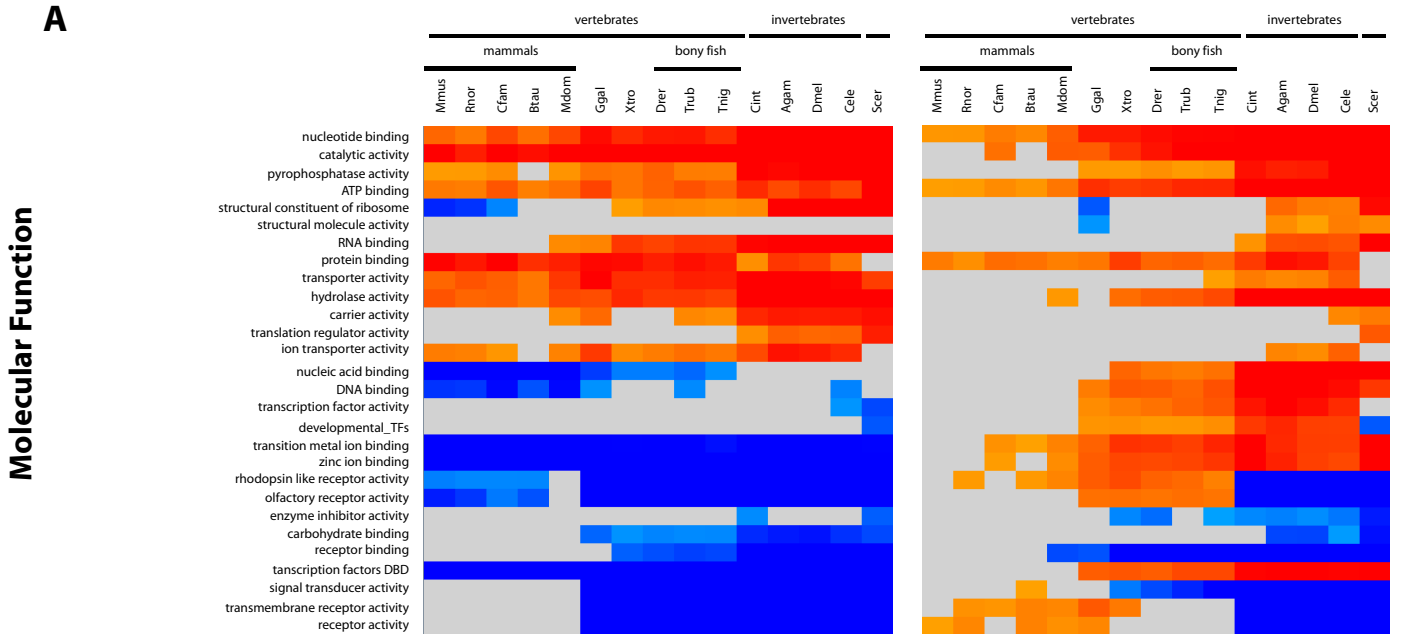 A
vertebrates invertebrates vertebrates invertebrates
mammals bony fish mammals bony fish
Mmus Rnor Cfam Btau Mdom Ggal Xtro Drer Trub Tnig Cint Agam Dmel Cele Scer Mmus Rnor Cfam Btau Mdom Ggal Xtro Drer Trub Tnig Cint Agam Dmel Cele Scer
Molecular Function
nucleotide binding
catalytic activity
pyrophosphatase activity
ATP binding
structural constituent of ribosome
structural molecule activity
RNA binding
protein binding
transporter activity
hydrolase activity
carrier activity
translation regulator activity
ion transporter activity
nucleic acid binding
DNA binding
transcription factor activity
developmental_TFs
transition metal ion binding
zinc ion binding
rhodopsin like receptor activity
olfactory receptor activity
enzyme inhibitor activity
carbohydrate binding
receptor binding
tanscription factors DBD
signal transducer activity
transmembrane receptor activity
receptor activity